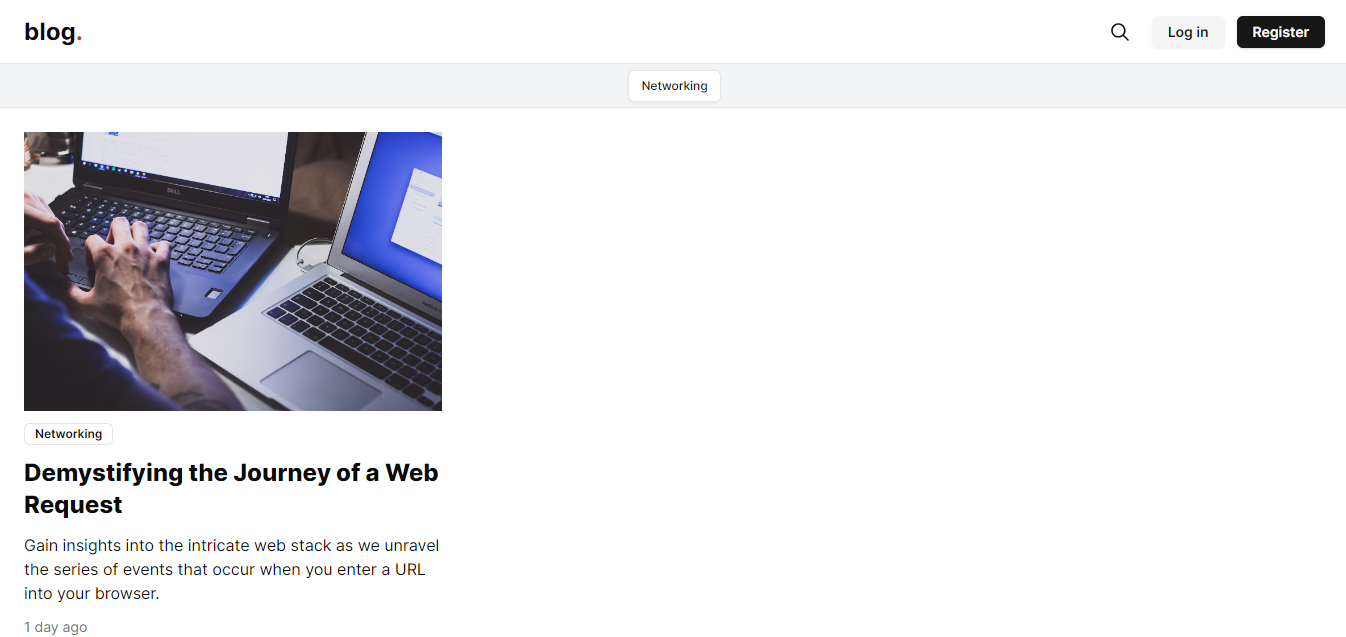 blog.
Log in
Register
Networking
DELL
Networking
Demystifying the Journey of a Web
Request
Gain insights into the intricate web stack as we unravel
the series of events that occur when you enter a URL
into your browser.
1 day ago